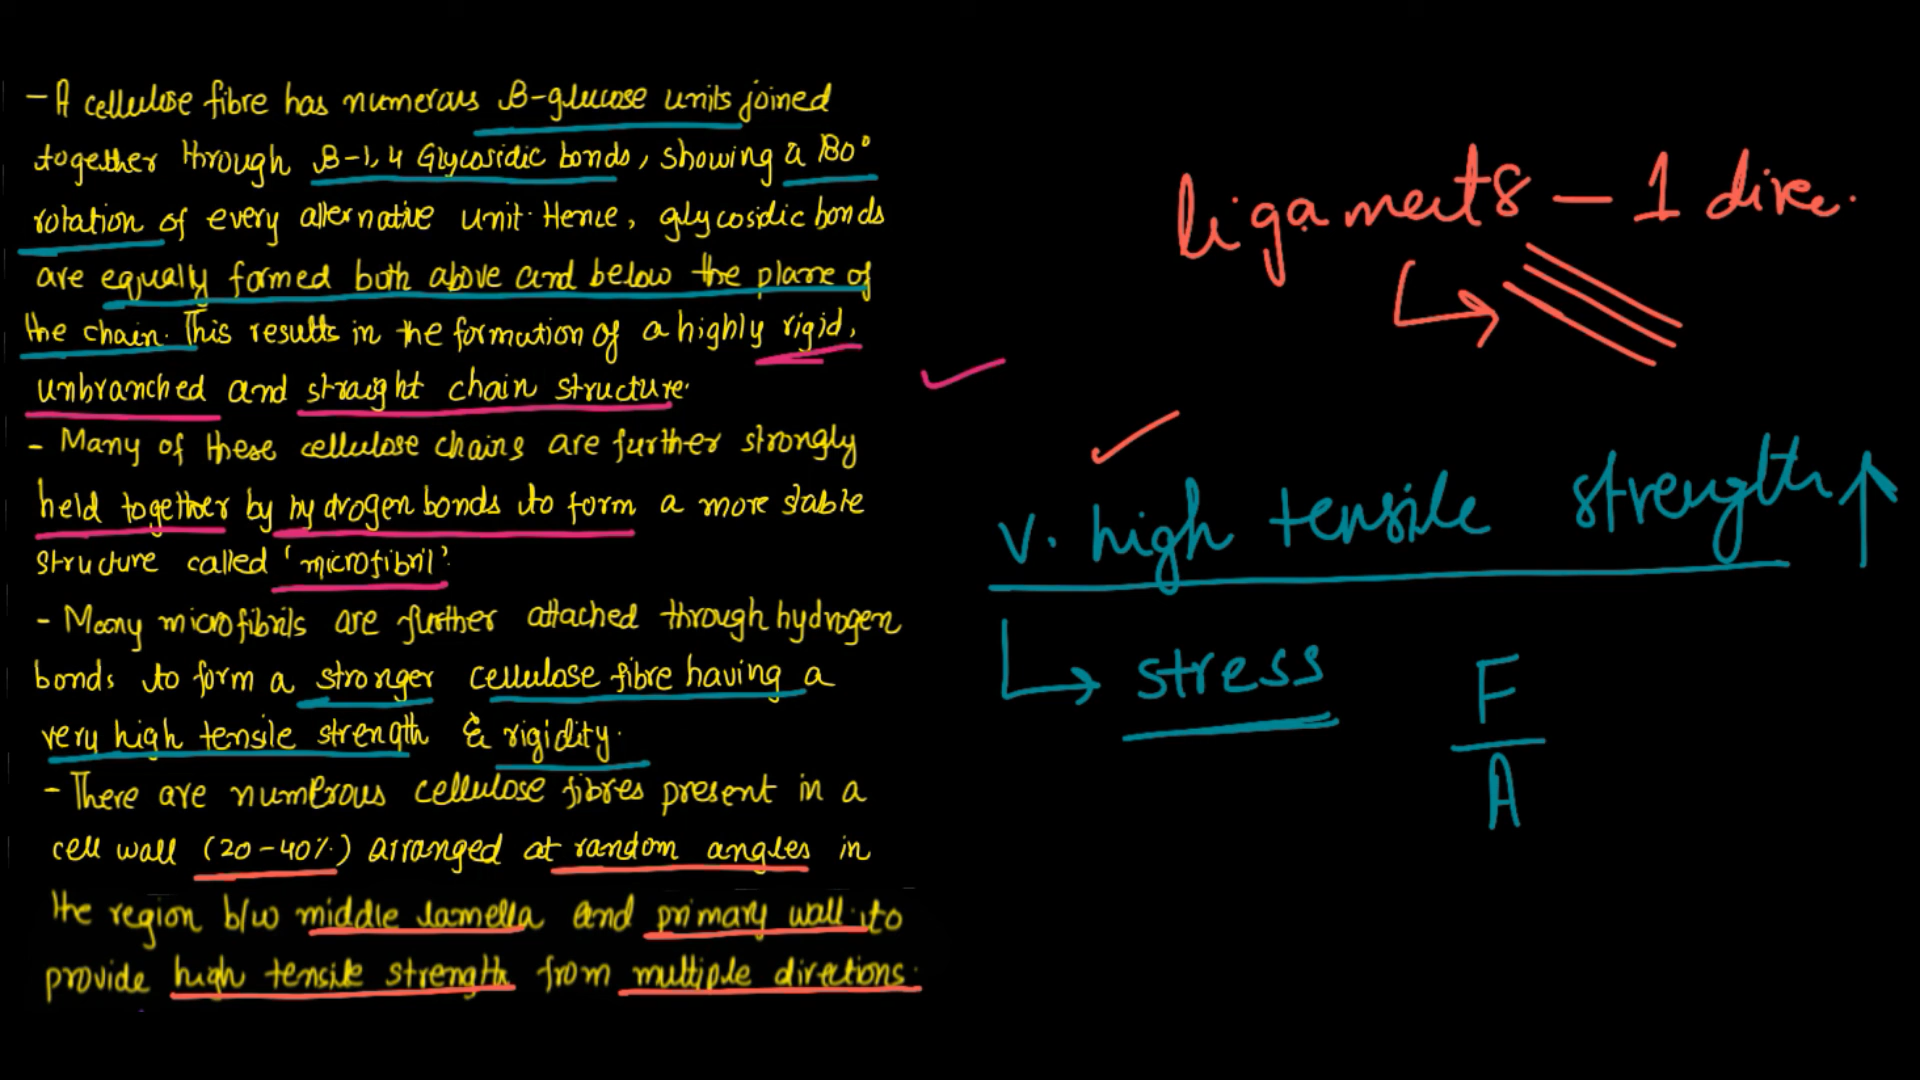 - A cellulose fibre has numerous B-glucose units joined
together through B-1,4 Glycosidic bonds, showing a 180°
rotation of every alternative unit. Hence, glycosidic bonds
are equally formed both above and below the plane of
the chain. This results in the formation of a highly rigid,
unbranched and straight chain structure.
- Many of these cellulose chains are further strongly
held together by hydrogen bonds to form a more stable
structure called 'microfibril'.
- Many microfibrils are further attached through hydrogen
bonds to form a stronger cellulose fibre having a
very high tensile strength & rigidity.
- There are numerous cellulose fibres present in a
cell wall (20-40%) arranged at random angles in
the region b/w middle lamella and primary wall to
provide high tensile strength from multiple directions.
ligaments - 1 dire.
v. high tensile strength ↑
↳ stress F
A